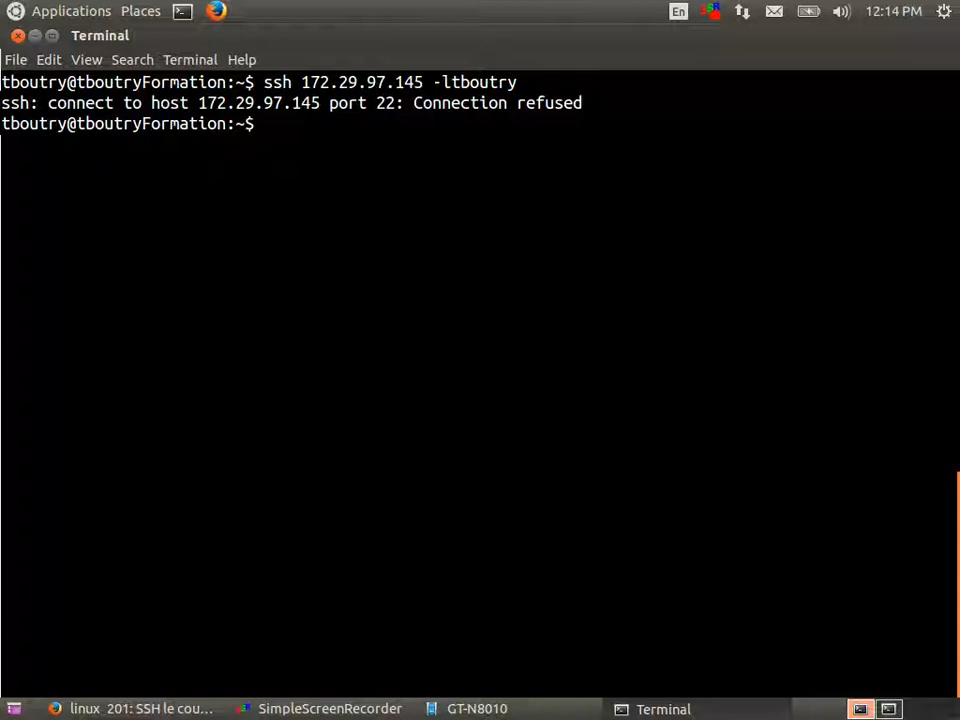 Applications Places En 12:14 PM
Terminal
File Edit View Search Terminal Help
tboutry@tboutryFormation:~$ ssh 172.29.97.145 -ltboutry
ssh: connect to host 172.29.97.145 port 22: Connection refused
tboutry@tboutryFormation:~$
linux 201: SSH le cou... SimpleScreenRecorder GT-N8010 Terminal